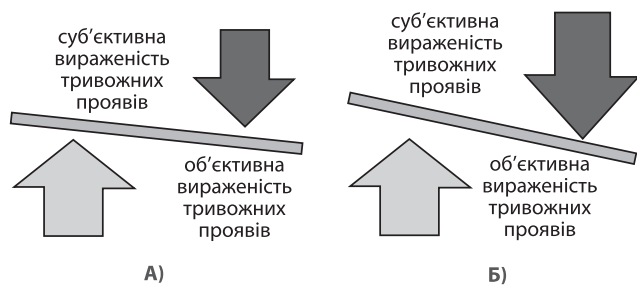 суб’єктивна
вираженість
тривожних
проявів
об’єктивна
вираженість
тривожних
проявів
А)
суб’єктивна
вираженість
тривожних
проявів
об’єктивна
вираженість
тривожних
проявів
Б)